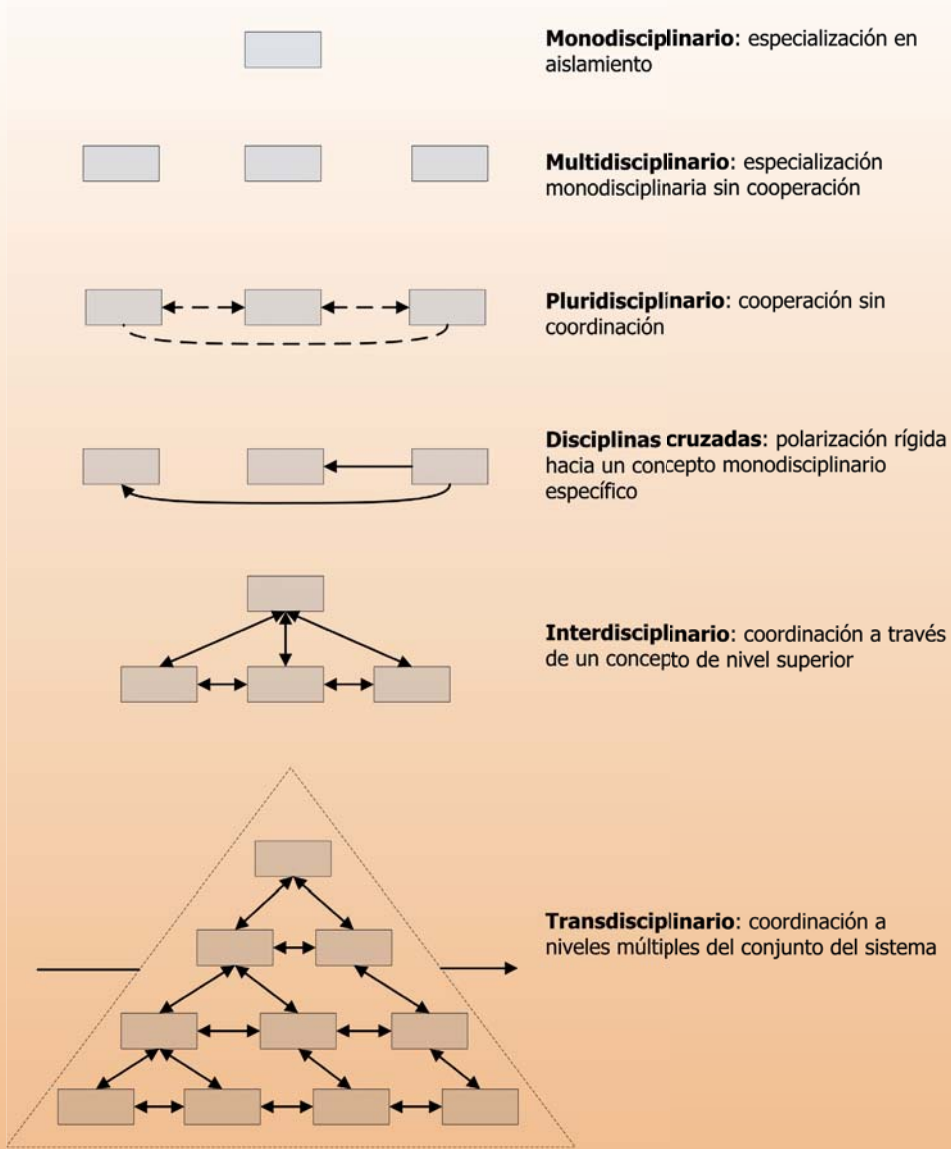 Monodisciplinario: especialización en
aislamiento
Multidisciplinario: especialización
monodisciplinaria sin cooperación
Pluridisciplinario: cooperación sin
coordinación
Disciplinas cruzadas: polarización rígida
hacia un concepto monodisciplinario
específico
Interdisciplinario: coordinación a través
de un concepto de nivel superior
Transdisciplinario: coordinación a
niveles múltiples del conjunto del sistema